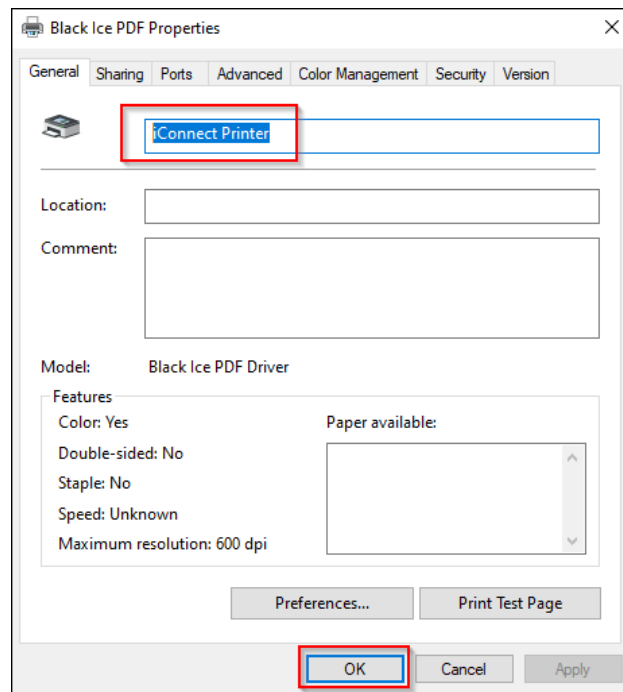 Black Ice PDF Properties
General Sharing Ports Advanced Color Management Security Version
iConnect Printer
Location:
Comment:
Model: Black Ice PDF Driver
Features
Color: Yes Paper available:
Double-sided: No
Staple: No
Speed: Unknown
Maximum resolution: 600 dpi
Preferences... Print Test Page
OK Cancel Apply